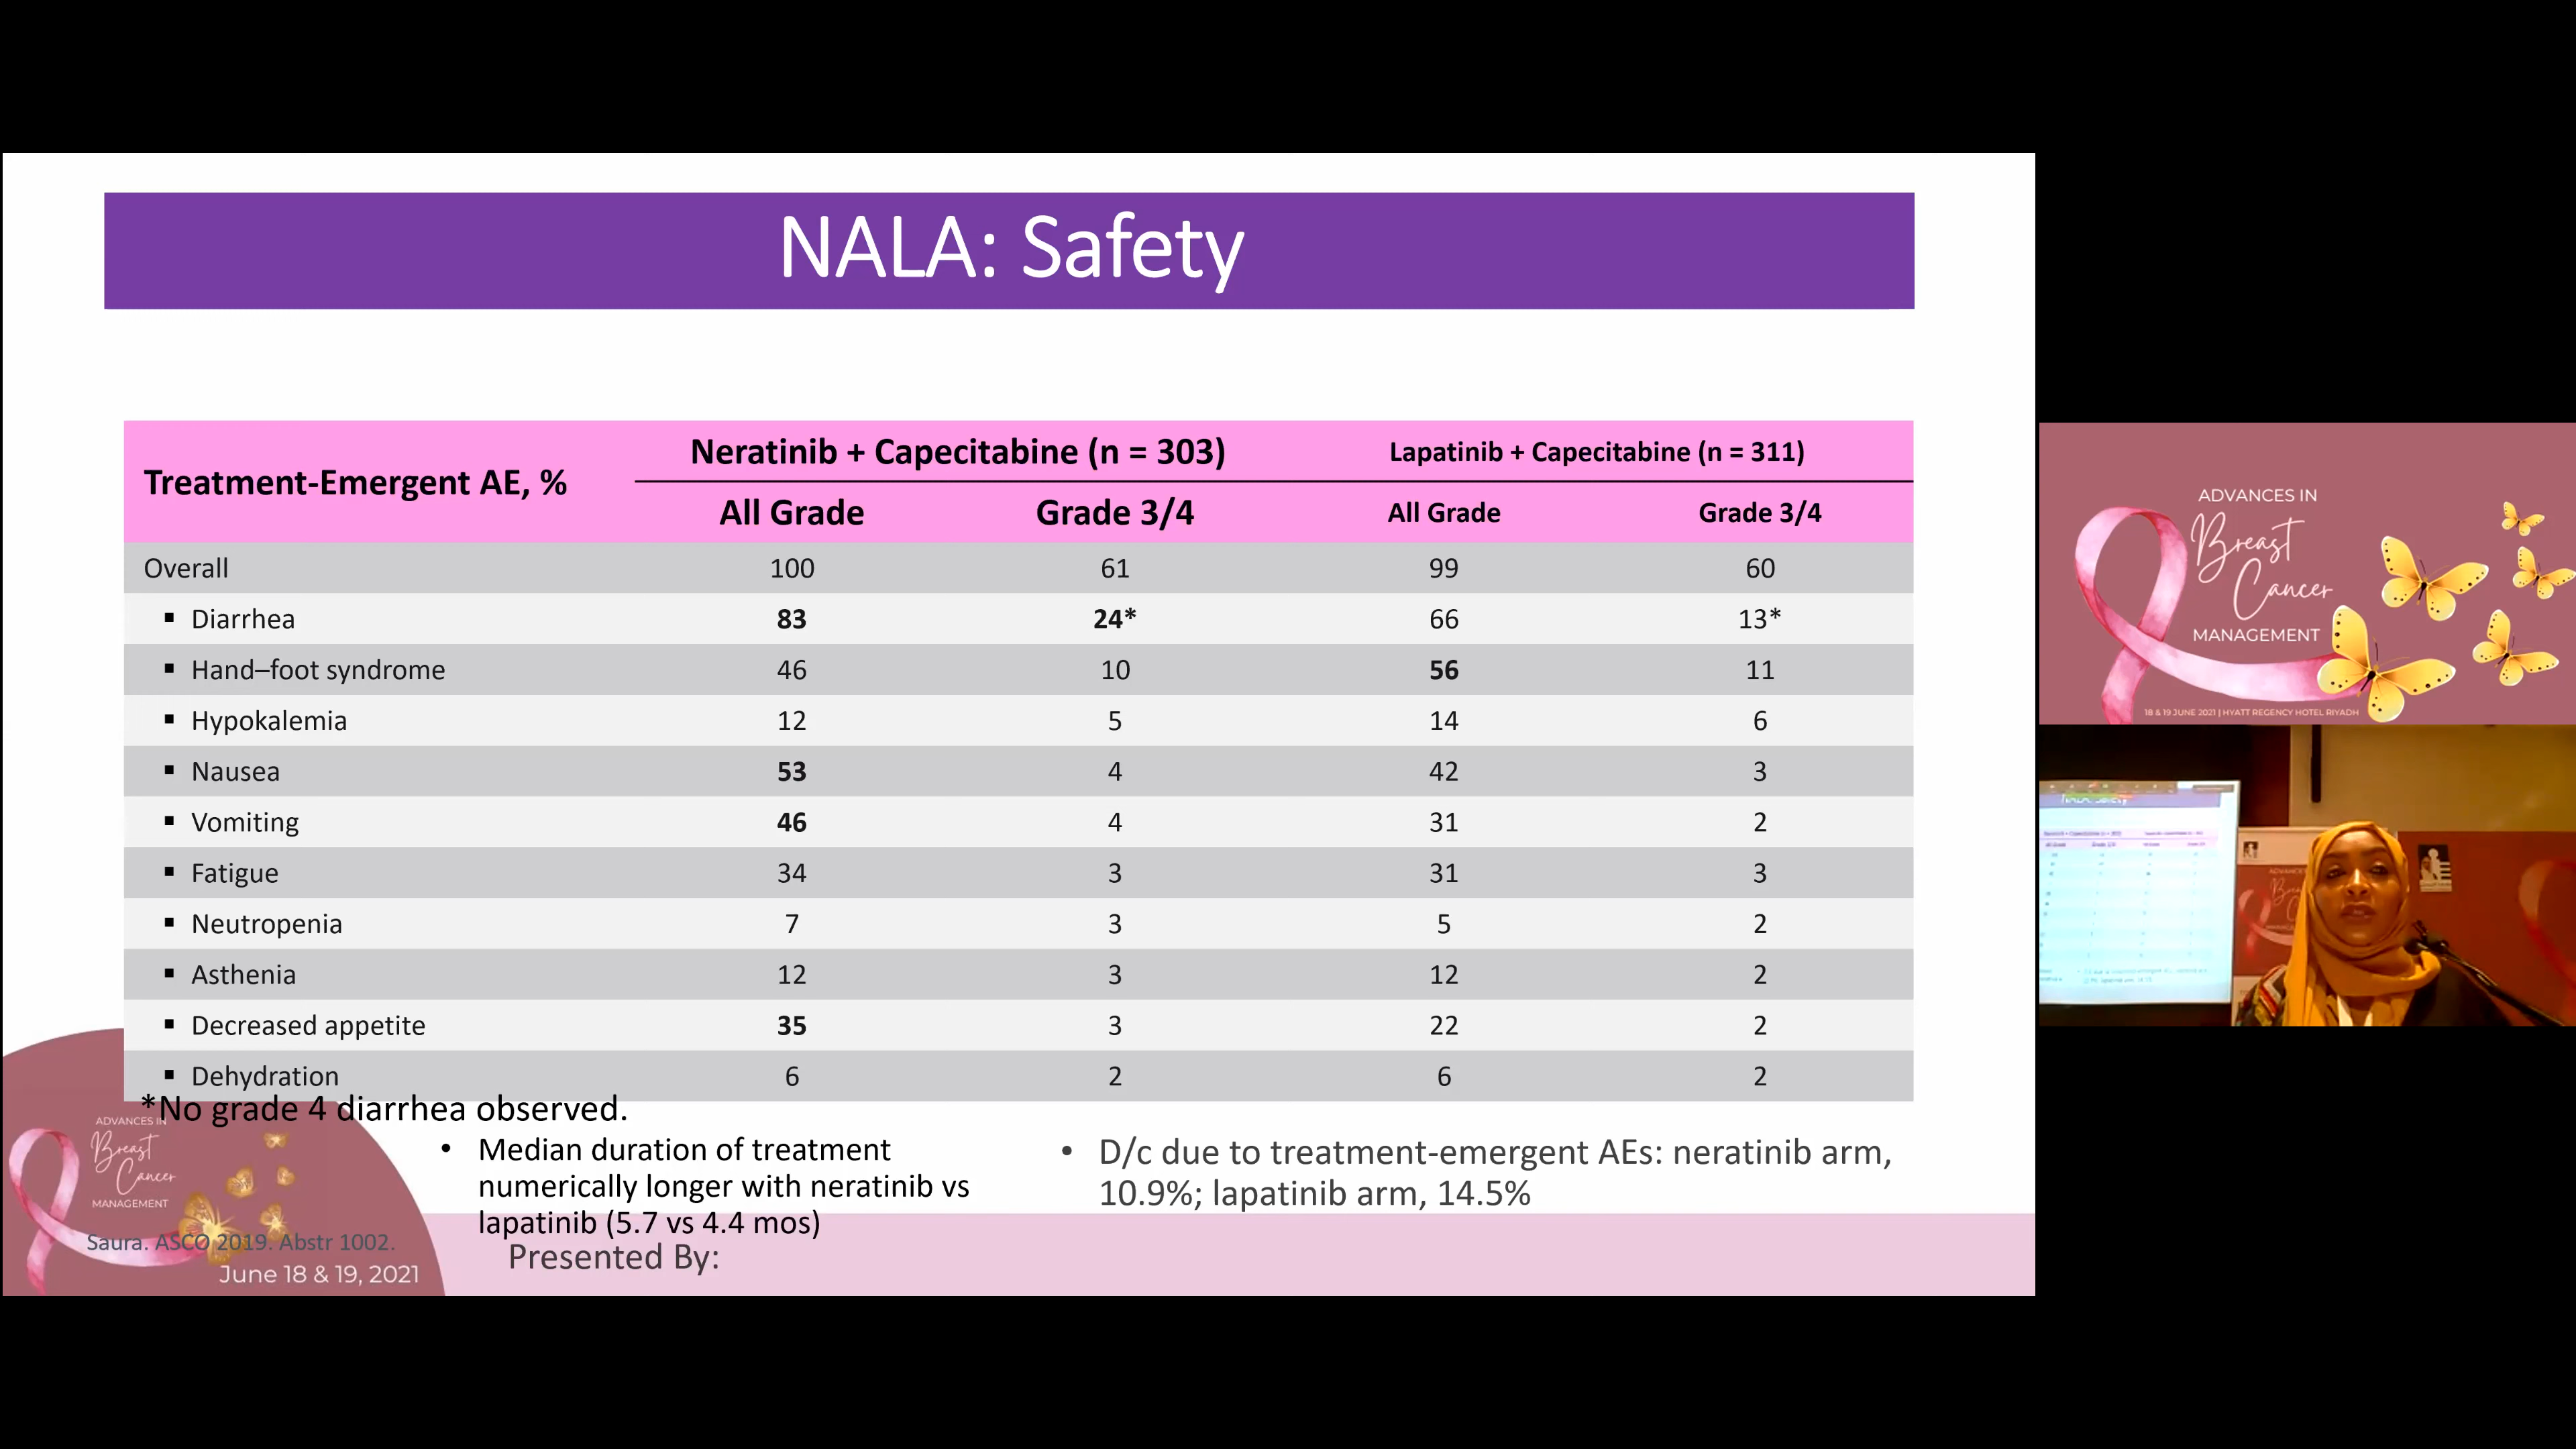 NALA: Safety
Treatment-Emergent AE, %
Neratinib + Capecitabine (n = 303)
Lapatinib + Capecitabine (n = 311)
All Grade Grade 3/4 All Grade Grade 3/4
Overall 100 61 99 60
▪ Diarrhea 83 24* 66 13*
▪ Hand–foot syndrome 46 10 56 11
▪ Hypokalemia 12 5 14 6
▪ Nausea 53 4 42 3
▪ Vomiting 46 4 31 2
▪ Fatigue 34 3 31 3
▪ Neutropenia 7 3 5 2
▪ Asthenia 12 3 12 2
▪ Decreased appetite 35 3 22 2
▪ Dehydration 6 2 6 2
*No grade 4 diarrhea observed.
• Median duration of treatment
numerically longer with neratinib vs
lapatinib (5.7 vs 4.4 mos)
• D/c due to treatment-emergent AEs: neratinib arm,
10.9%; lapatinib arm, 14.5%
ADVANCES IN
Breast
Cancer
MANAGEMENT
Saura. ASCO 2019. Abstr 1002.
June 18 & 19, 2021
Presented By:
ADVANCES IN
Breast
Cancer
MANAGEMENT
18 & 19 JUNE 2021 | HYATT REGENCY HOTEL RIYADH
NALA: Safety